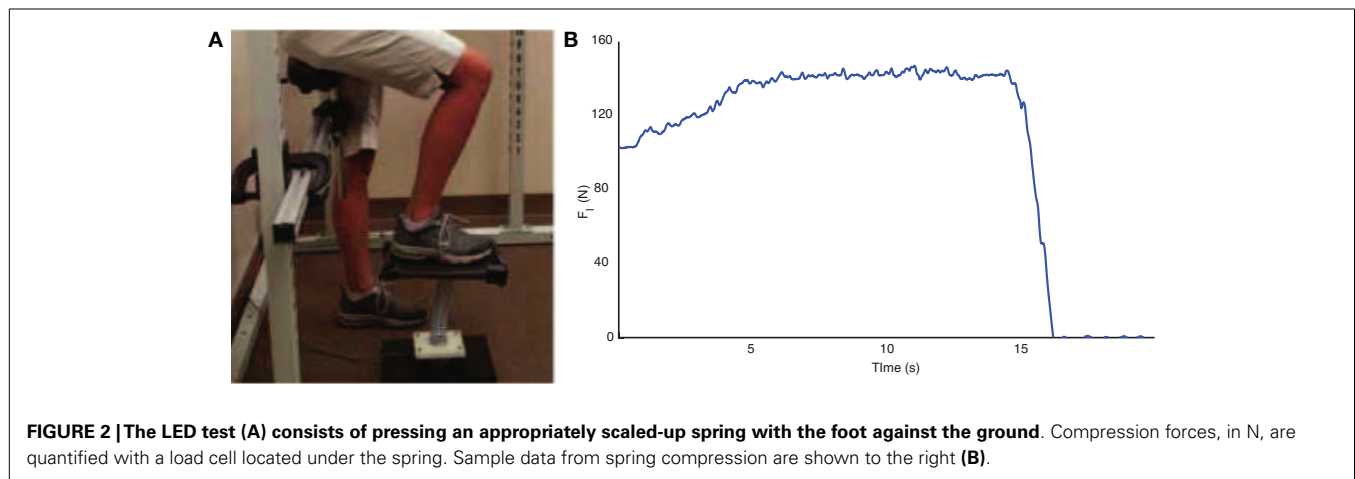 A
B
160
120
80
40
0
F_l (N)
5
10
15
TIme (s)
FIGURE 2 | The LED test (A) consists of pressing an appropriately scaled-up spring with the foot against the ground. Compression forces, in N, are
quantified with a load cell located under the spring. Sample data from spring compression are shown to the right (B).